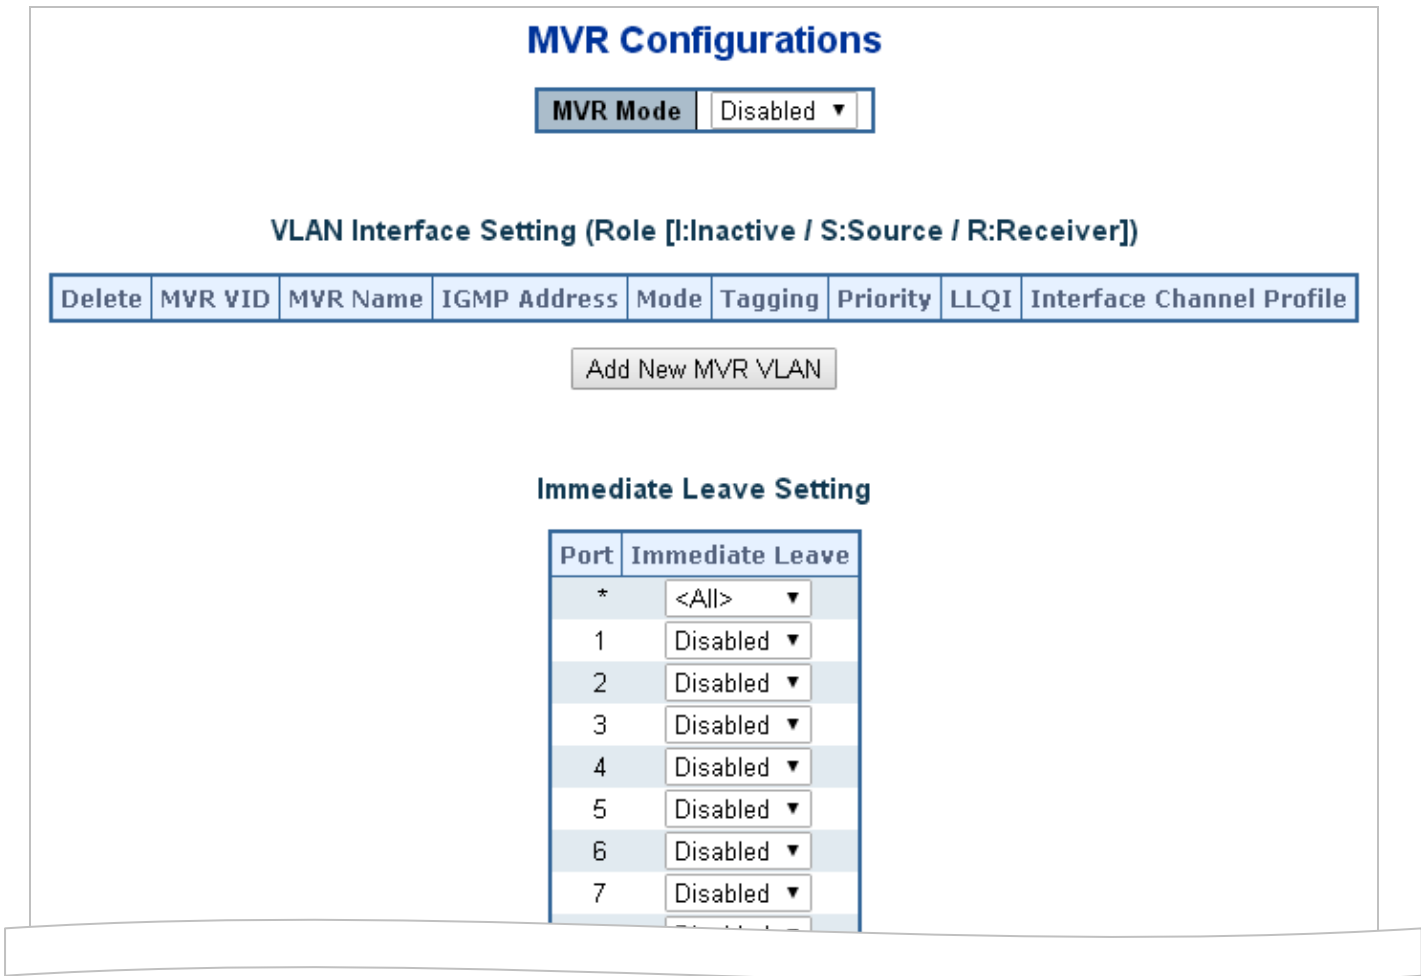 MVR Configurations
MVR Mode Disabled
VLAN Interface Setting (Role [I:Inactive / S:Source / R:Receiver])
Delete MVR VID MVR Name IGMP Address Mode Tagging Priority LLQI Interface Channel Profile
Add New MVR VLAN
Immediate Leave Setting
Port Immediate Leave
* <All>
1 Disabled
2 Disabled
3 Disabled
4 Disabled
5 Disabled
6 Disabled
7 Disabled